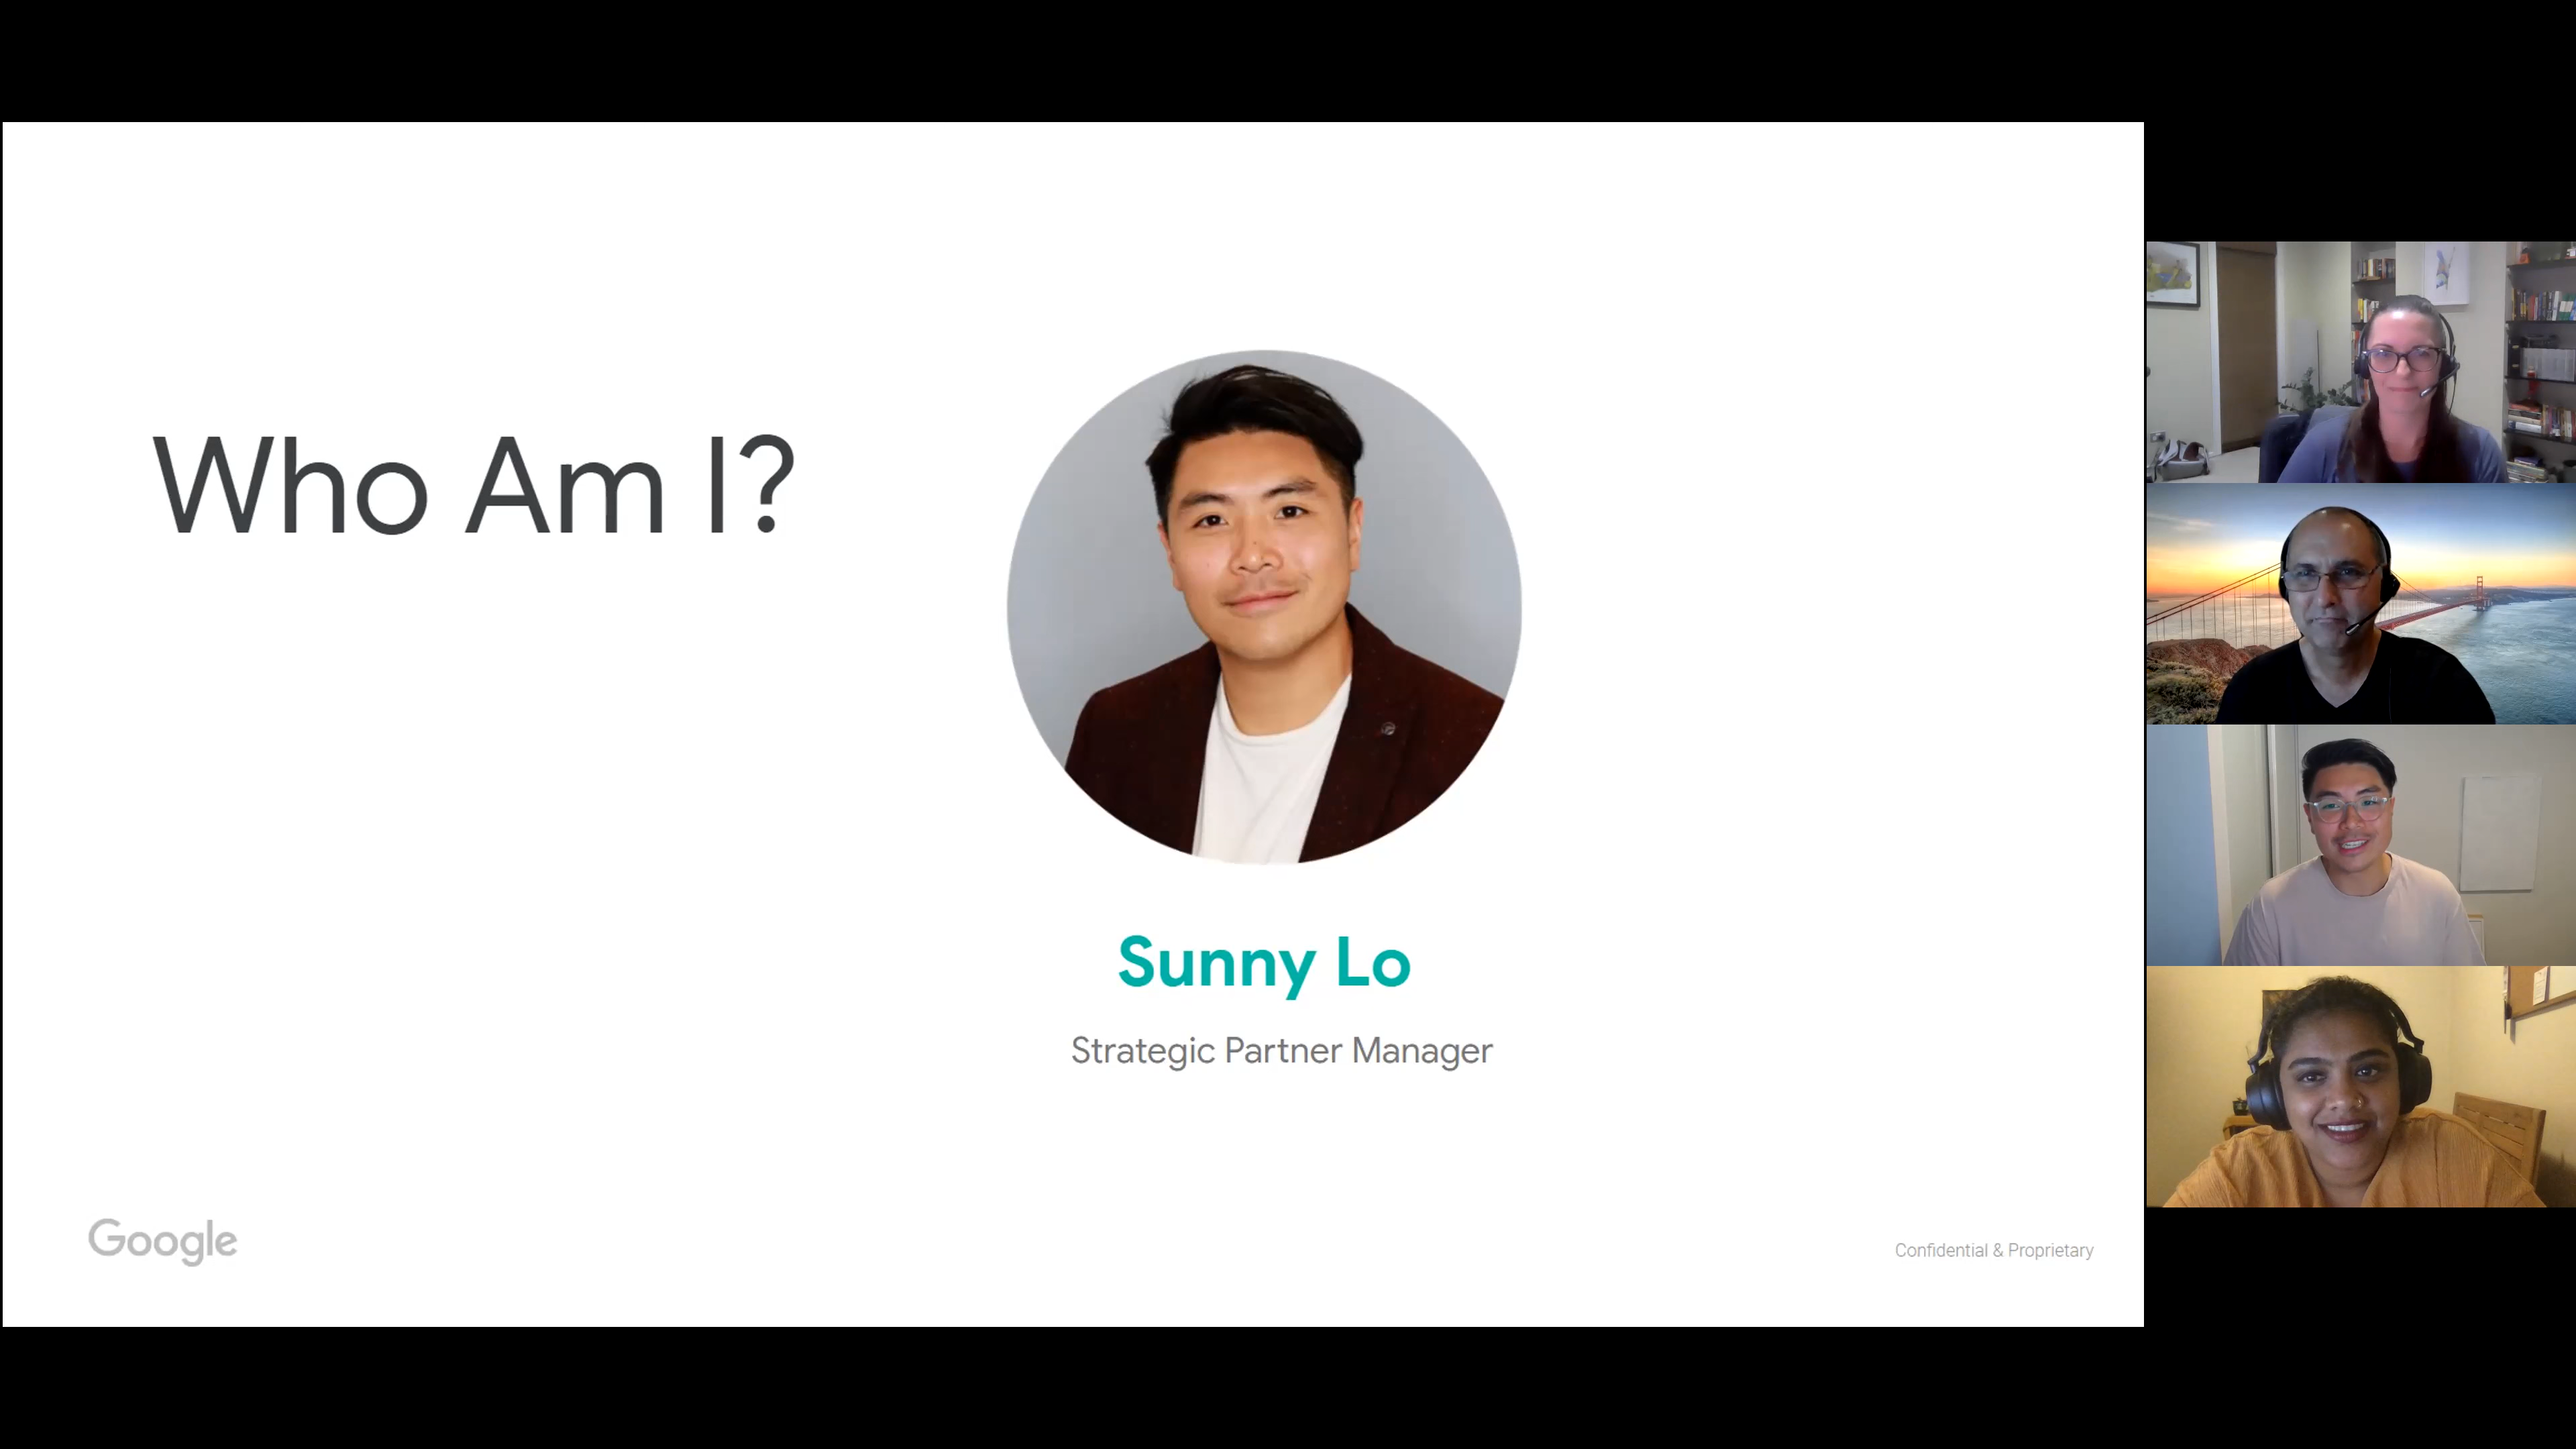 Who Am I?
Sunny Lo
Strategic Partner Manager
Google
Confidential & Proprietary